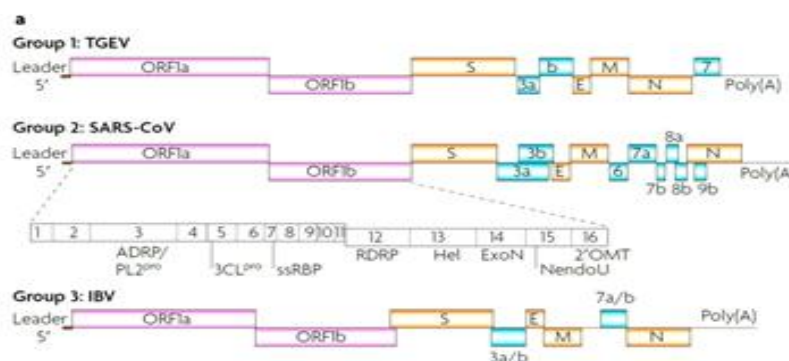 a
Group 1: TGEV
Leader ORF1a S b M 7
5′ ORF1b 3a E N Poly(A)
Group 2: SARS-CoV
8a
Leader ORF1a S 3b M 7a N
5′ ORF1b 3a E 6 Poly(A)
7b 8b 9b
1 2 3 4 5 6 7 8 9 10 11 12 13 14 15 16
ADRP/ RDRP Hel ExoN 2'OMT
PL2pro 3CLpro ssRBP NendoU
Group 3: IBV
7a/b
Leader ORF1a S E Poly(A)
5′ ORF1b M N
3a/b